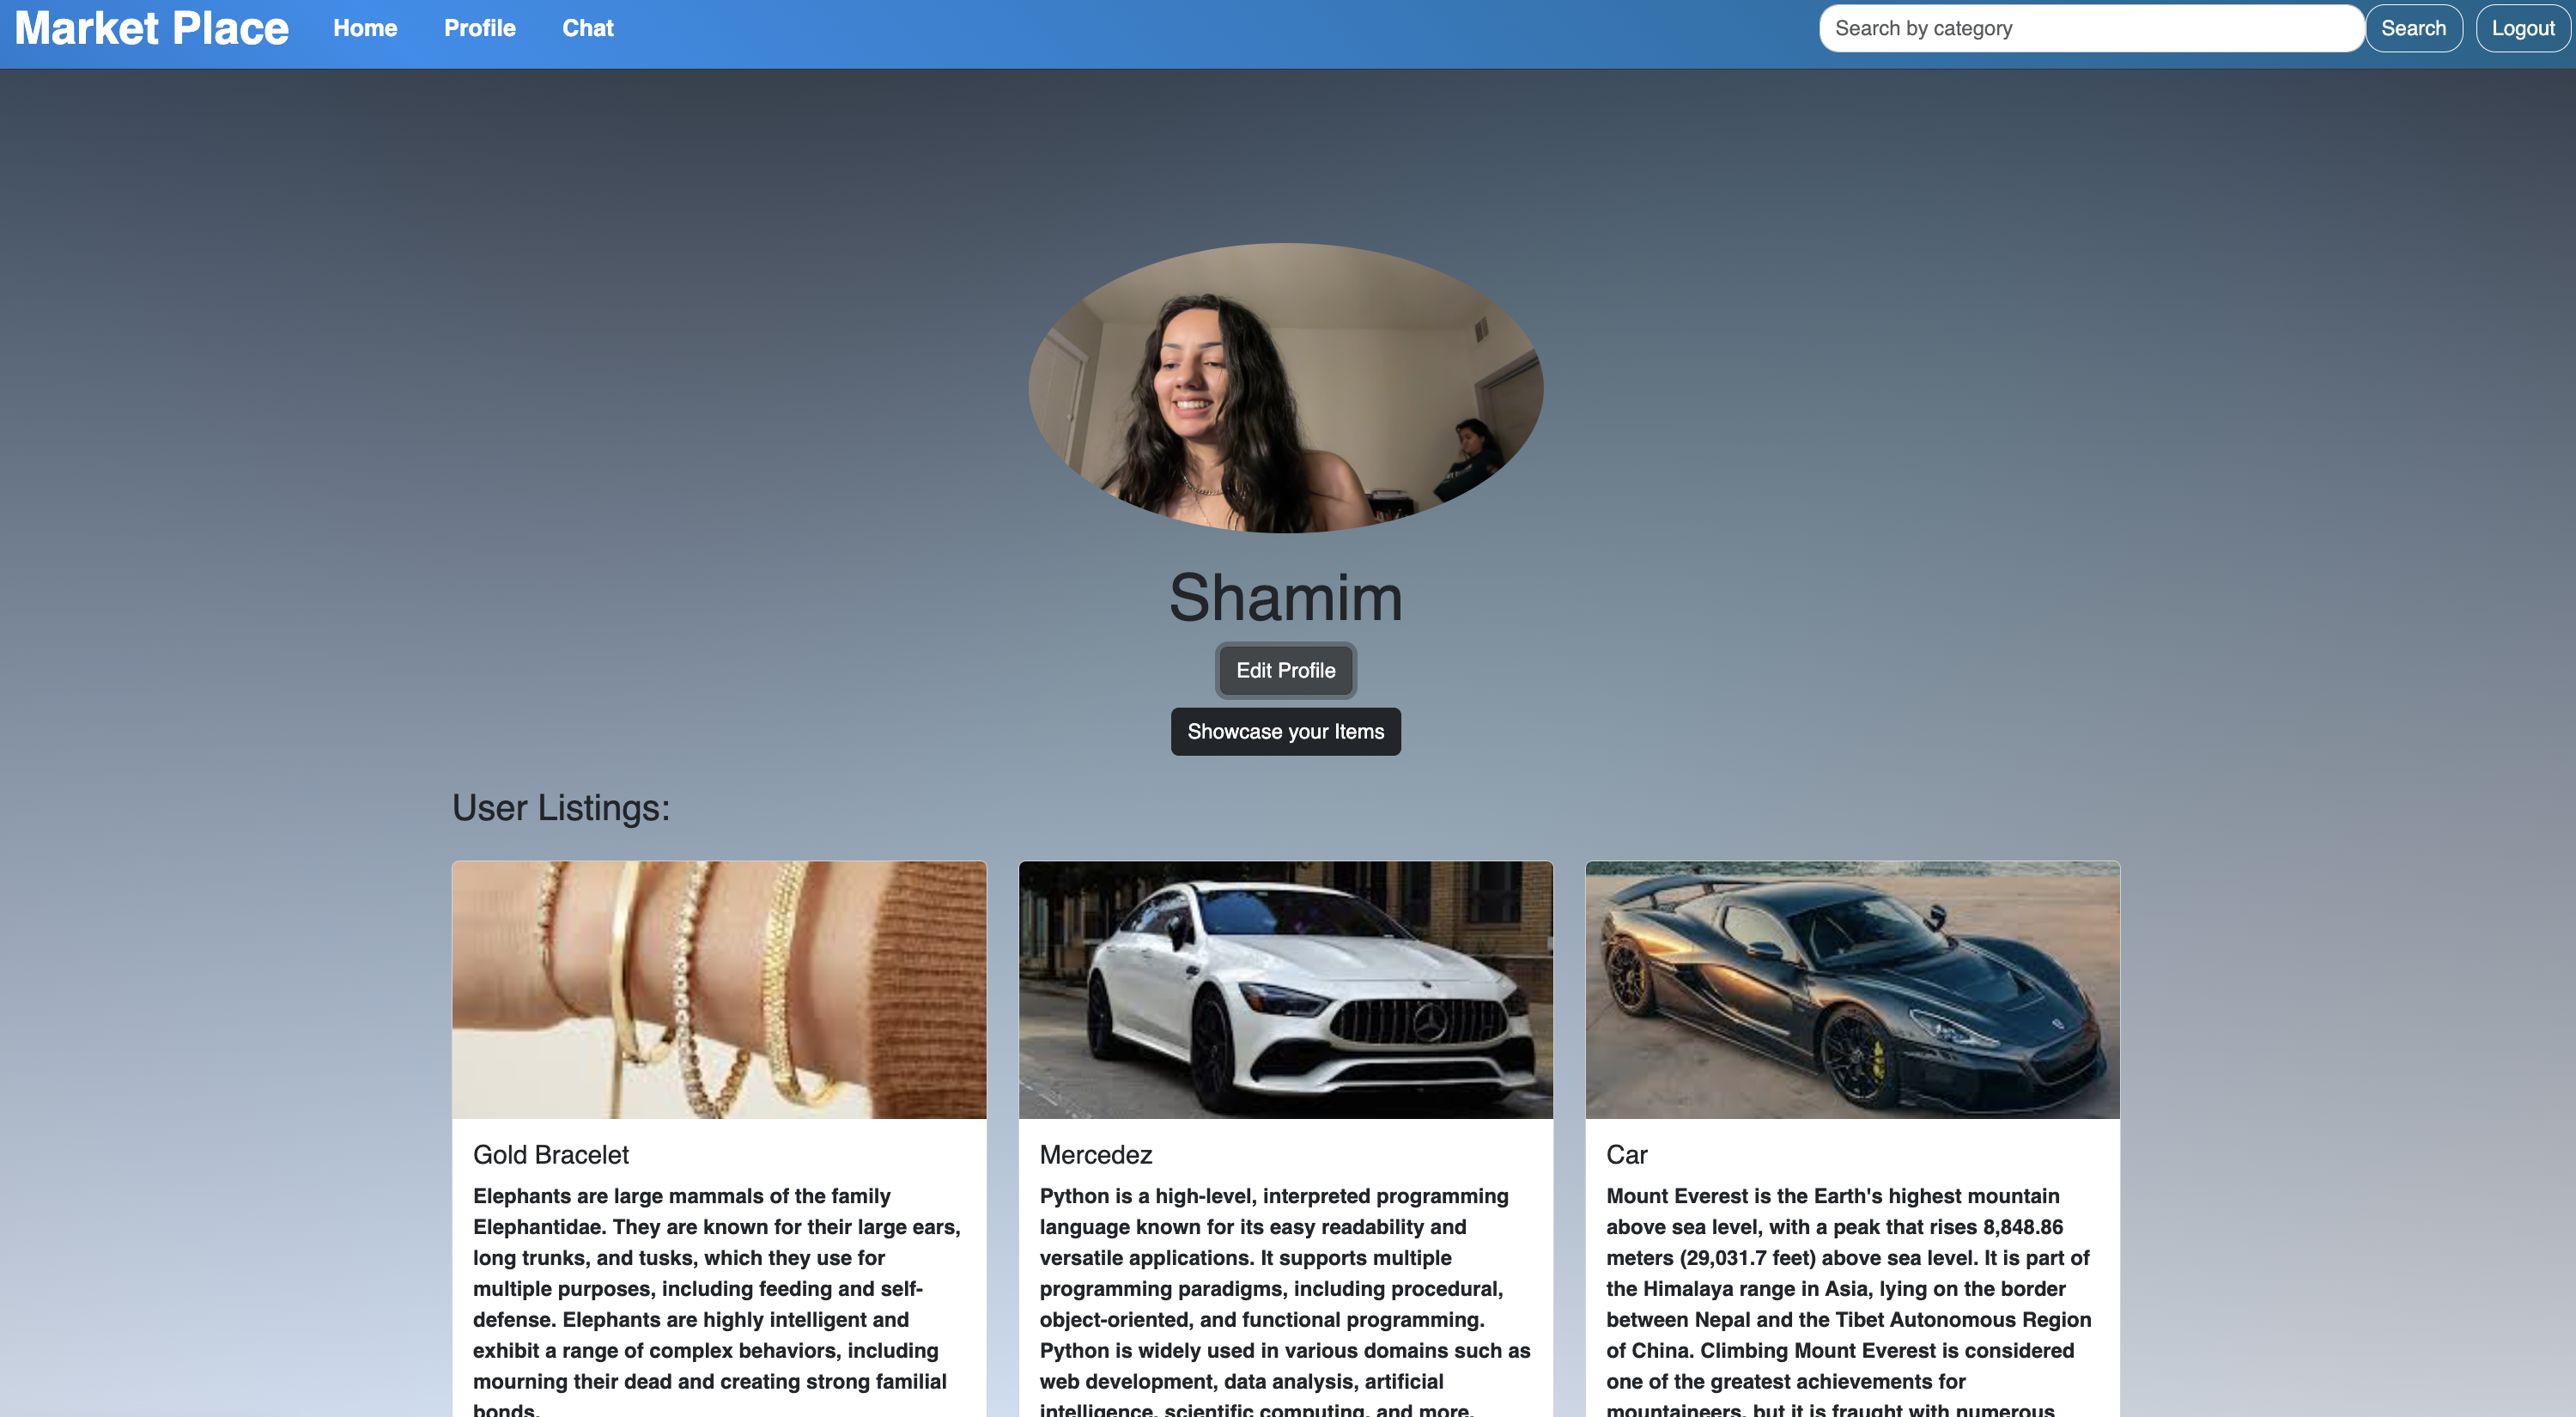 Market Place Home Profile Chat Search by category Search Logout
Shamim
Edit Profile
Showcase your Items
User Listings:
Gold Bracelet
Elephants are large mammals of the family
Elephantidae. They are known for their large ears,
long trunks, and tusks, which they use for
multiple purposes, including feeding and self-
defense. Elephants are highly intelligent and
exhibit a range of complex behaviors, including
mourning their dead and creating strong familial
bonds.
Mercedez
Python is a high-level, interpreted programming
language known for its easy readability and
versatile applications. It supports multiple
programming paradigms, including procedural,
object-oriented, and functional programming.
Python is widely used in various domains such as
web development, data analysis, artificial
intelligence, scientific computing, and more.
Car
Mount Everest is the Earth's highest mountain
above sea level, with a peak that rises 8,848.86
meters (29,031.7 feet) above sea level. It is part of
the Himalaya range in Asia, lying on the border
between Nepal and the Tibet Autonomous Region
of China. Climbing Mount Everest is considered
one of the greatest achievements for
mountaineers, but it is fraught with numerous